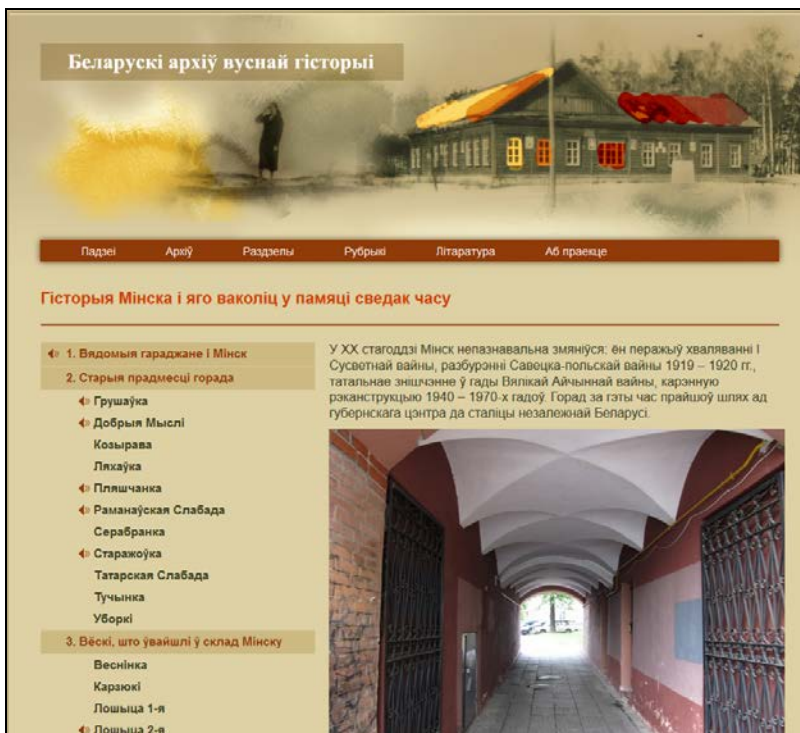 Беларускі архіў вуснай гісторыі
Падзеі Архіў Раздзелы Рубрыкі Літаратура Аб праекце
Гісторыя Мінска і яго ваколіц у памяці сведак часу
1. Вядомыя гараджане і Мінск
2. Старыя прадмесці горада
Грушаўка
Добрыя Мыслі
Козырава
Ляхаўка
Пляшчанка
Раманаўская Слабада
Серабранка
Старажоўка
Татарская Слабада
Тучынка
Уборкі
3. Вёскі, што ўвайшлі ў склад Мінску
Веснінка
Карзюкі
Лошыца 1-я
Лошыца 2-я
У ХХ стагоддзі Мінск непазнавальна змяніўся: ён перажыў хваляванні І
Сусветнай вайны, разбурэнні Савецка-польскай вайны 1919 – 1920 гг.,
татальнае знішчэнне ў гады Вялікай Айчыннай вайны, карэнную
рэканструкцыю 1940 – 1970-х гадоў. Горад за гэты час прайшоў шлях ад
губернскага цэнтра да сталіцы незалежнай Беларусі.